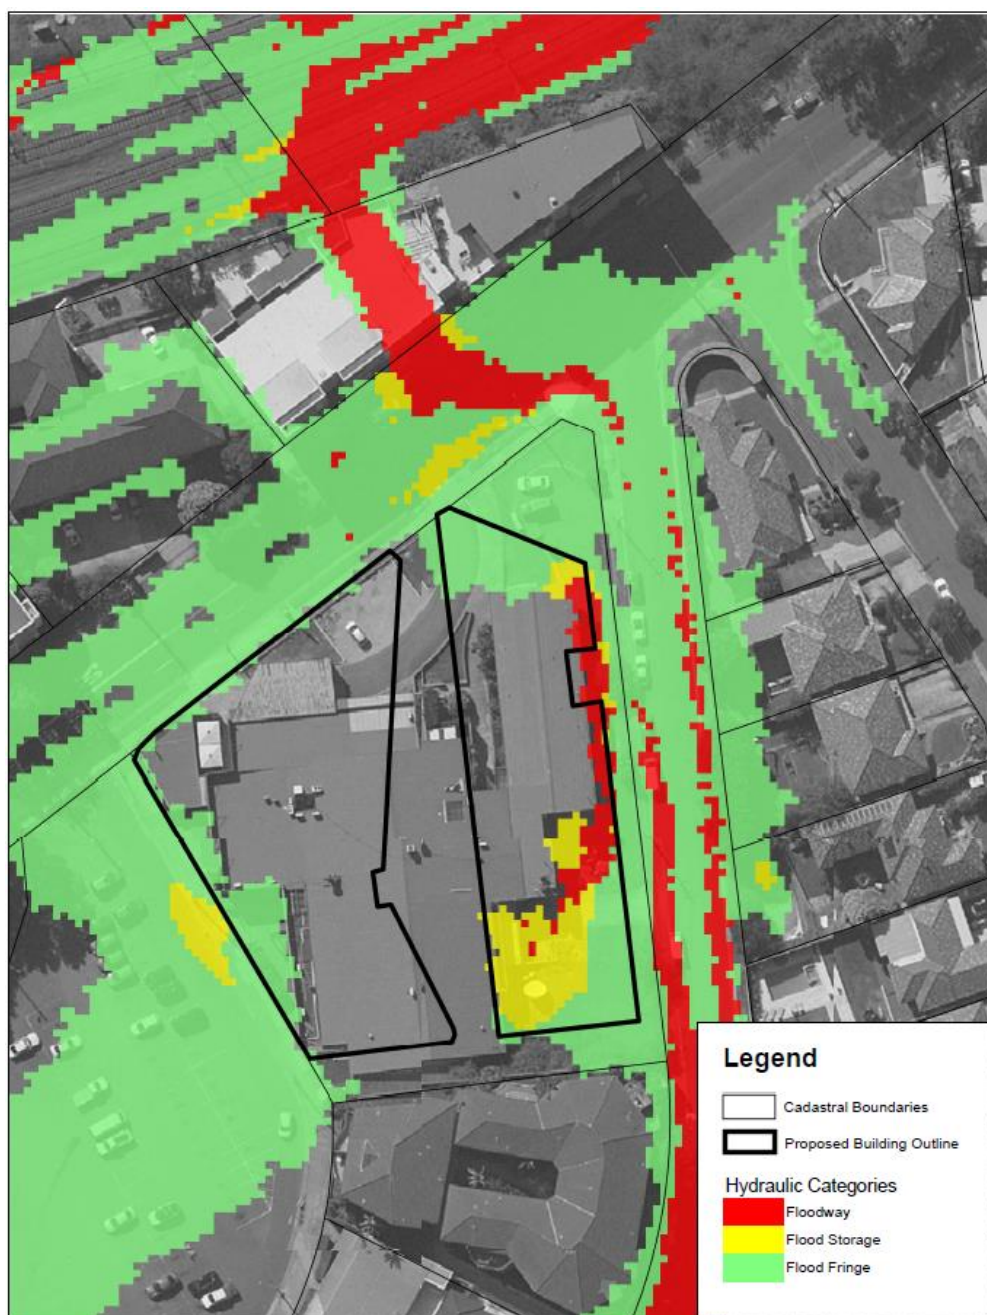 Legend
Cadastral Boundaries
Proposed Building Outline
Hydraulic Categories
Floodway
Flood Storage
Flood Fringe